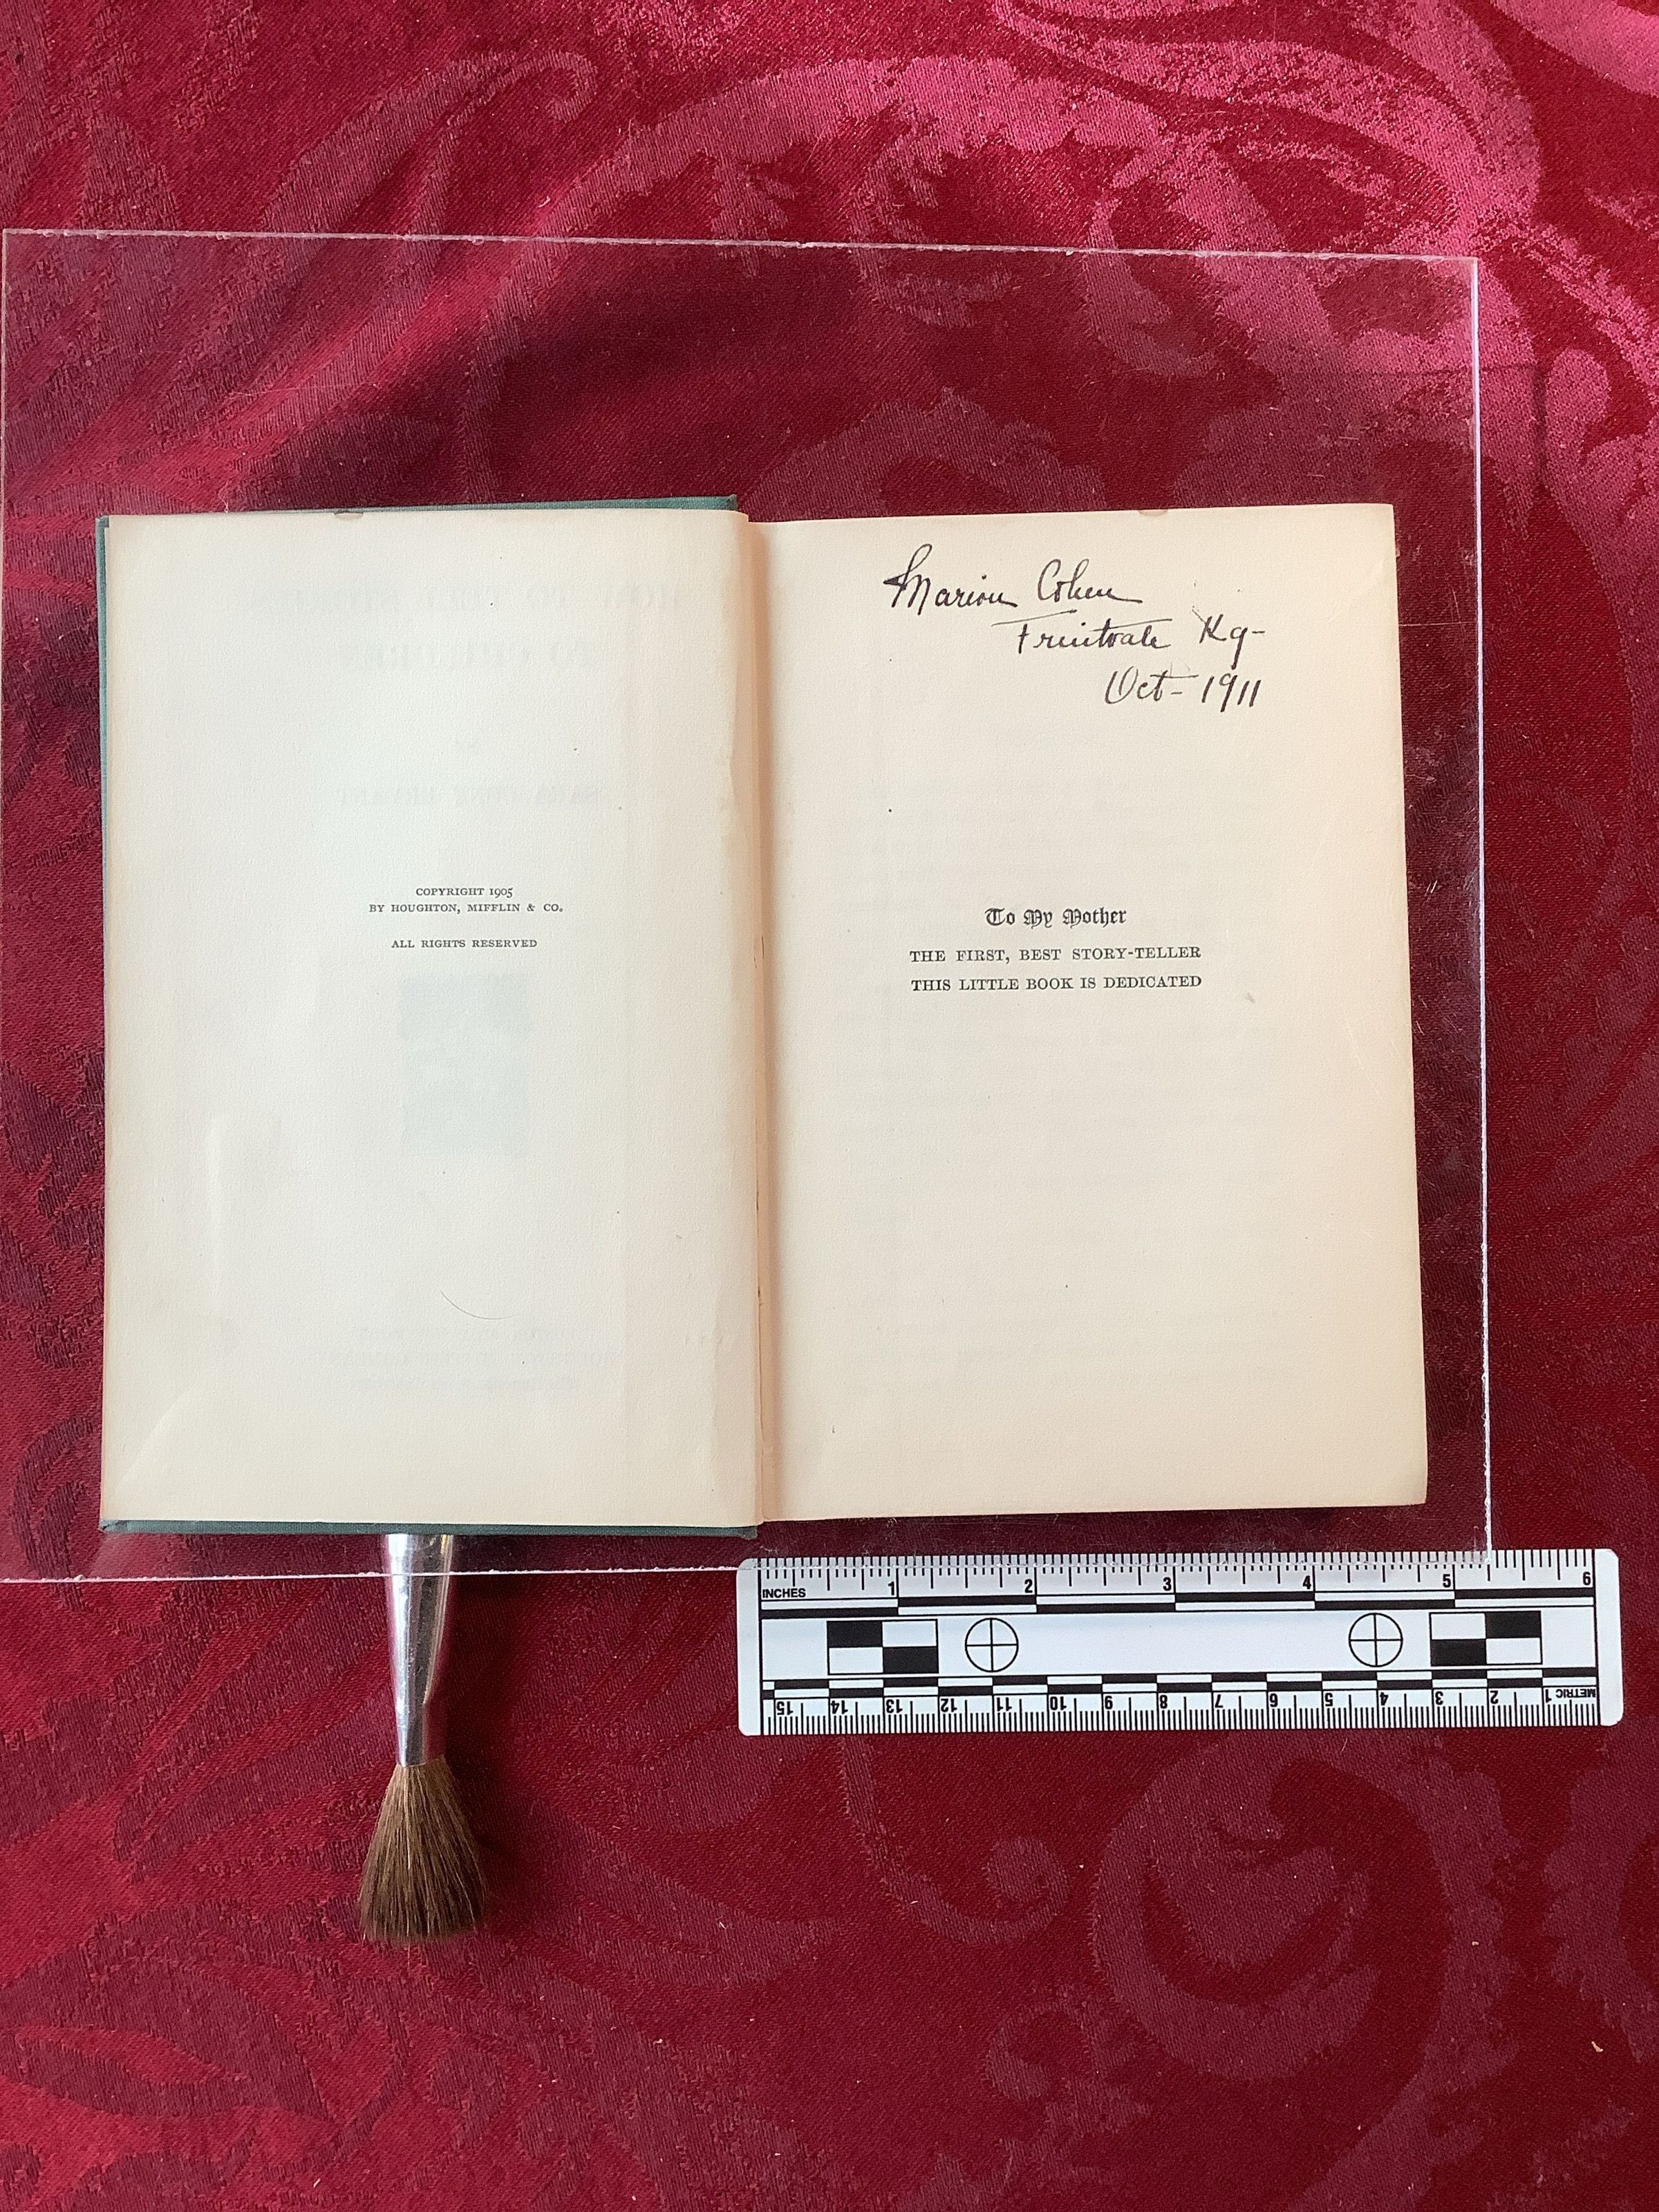 COPYRIGHT 1905
BY HOUGHTON, MIFFLIN & CO.
ALL RIGHTS RESERVED
Marion Cohen
Fruitvale Kg-
Oct- 1911
To My Mother
THE FIRST, BEST STORY-TELLER
THIS LITTLE BOOK IS DEDICATED
INCHES 1 2 3 4 5 6
15 14 13 12 11 10 9 8 7 6 5 4 3 2 1 METRIC